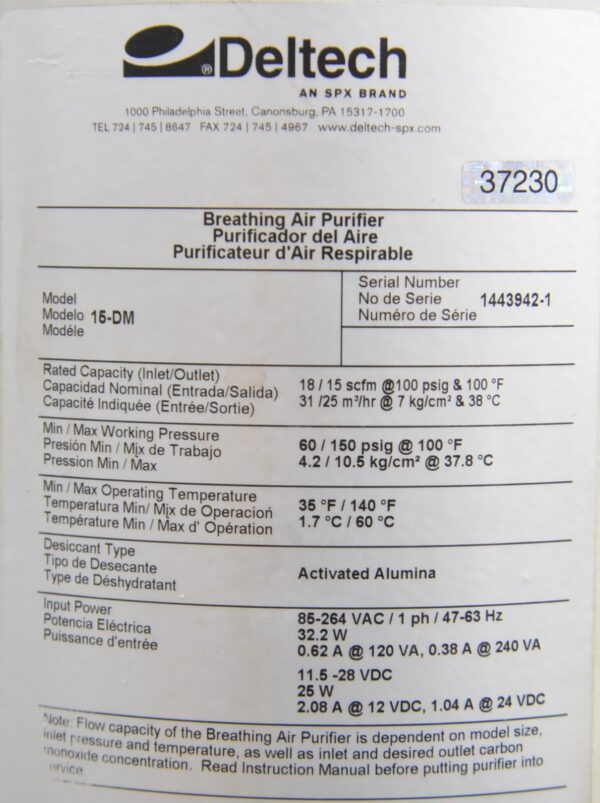 Deltech
AN SPX BRAND
1000 Philadelphia Street, Canonsburg, PA 15317-1700
TEL 724 | 745 | 8647 FAX 724 | 745 | 4967 www.deltech-spx.com
37230
Breathing Air Purifier
Purificador del Aire
Purificateur d'Air Respirable
Model
Modelo 15-DM
Modéle
Serial Number
No de Serie 1443942-1
Numéro de Série
Rated Capacity (Inlet/Outlet)
Capacidad Nominal (Entrada/Salida)
Capacité Indiquée (Entrée/Sortie)
18 / 15 scfm @100 psig & 100 °F
31 /25 m³/hr @ 7 kg/cm² & 38 °C
Min / Max Working Pressure
Presión Min / Mix de Trabajo
Pression Min / Max
60 / 150 psig @ 100 °F
4.2 / 10.5 kg/cm² @ 37.8 °C
Min / Max Operating Temperature
Temperatura Min/ Mix de Operación
Température Min / Max d' Opération
35 °F / 140 °F
1.7 °C / 60 °C
Desiccant Type
Tipo de Desecante
Type de Déshydratant
Activated Alumina
Input Power
Potencia Eléctrica
Puissance d'entrée
85-264 VAC / 1 ph / 47-63 Hz
32.2 W
0.62 A @ 120 VA, 0.38 A @ 240 VA
11.5 -28 VDC
25 W
2.08 A @ 12 VDC, 1.04 A @ 24 VDC
Note: Flow capacity of the Breathing Air Purifier is dependent on model size,
inlet pressure and temperature, as well as inlet and desired outlet carbon
monoxide concentration. Read Instruction Manual before putting purifier into
service.